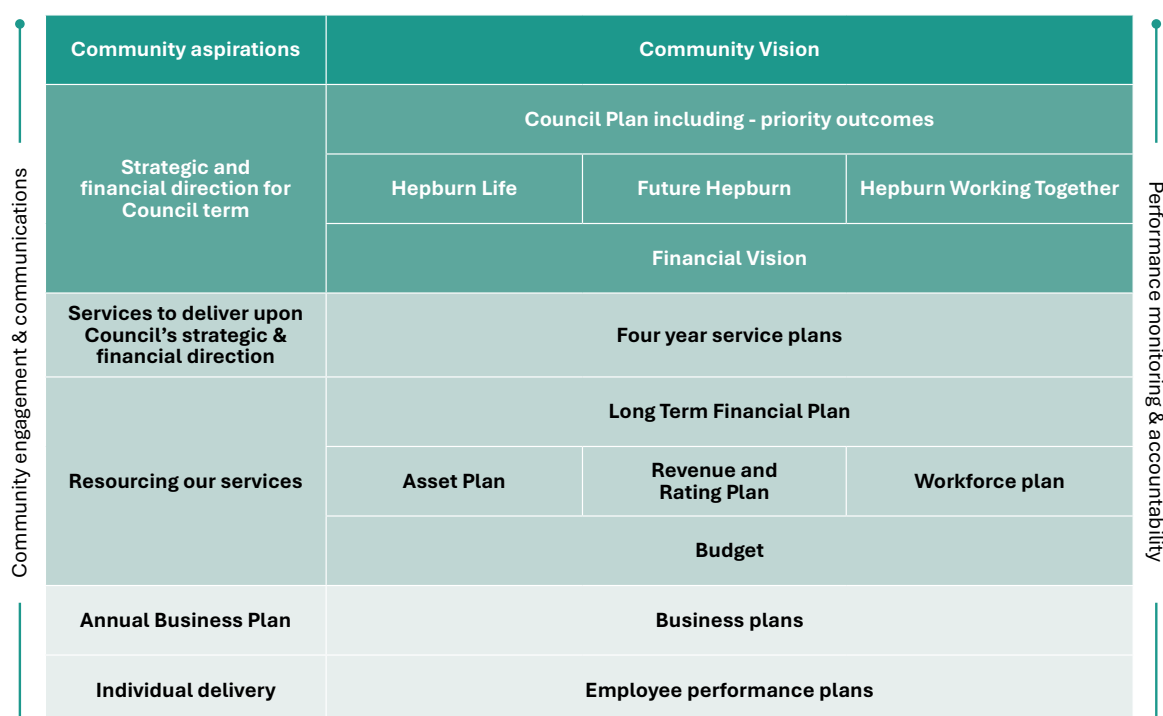 Community aspirations
Community Vision
Strategic and
financial direction for
Council term
Council Plan including - priority outcomes
Hepburn Life
Future Hepburn
Hepburn Working Together
Financial Vision
Services to deliver upon
Council’s strategic &
financial direction
Four year service plans
Resourcing our services
Long Term Financial Plan
Asset Plan
Revenue and
Rating Plan
Workforce plan
Budget
Annual Business Plan
Business plans
Individual delivery
Employee performance plans
Community engagement & communications
Performance monitoring & accountability